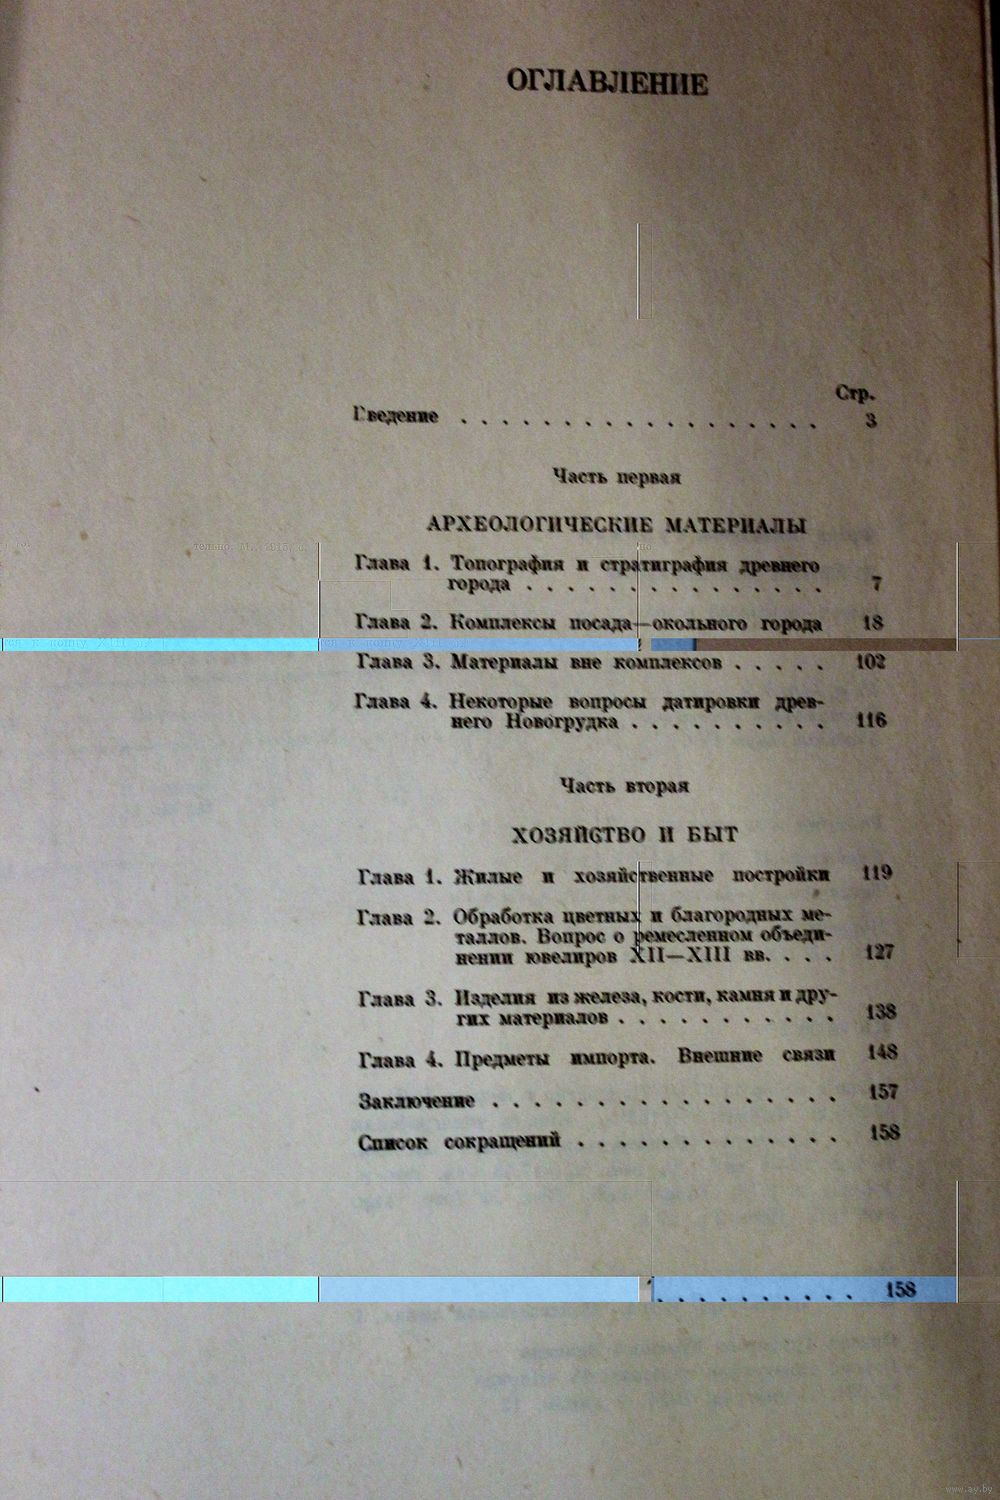 ОГЛАВЛЕНИЕ
Стр.
Введение . . . . . . . . . . . . . . . . . . 3
Часть первая
АРХЕОЛОГИЧЕСКИЕ МАТЕРИАЛЫ
Глава 1. Топография и стратиграфия древнего
города . . . . . . . . . . . . . . . 7
Глава 2. Комплексы посада—окольного города 18
Глава 3. Материалы вне комплексов . . . . . 102
Глава 4. Некоторые вопросы датировки древ-
него Новогрудка . . . . . . . . . . 116
Часть вторая
ХОЗЯЙСТВО И БЫТ
Глава 1. Жилые и хозяйственные постройки 119
Глава 2. Обработка цветных и благородных ме-
таллов. Вопрос о ремесленном объеди-
нении ювелиров XII—XIII вв. . . . 127
Глава 3. Изделия из железа, кости, камня и дру-
гих материалов . . . . . . . . . . . 138
Глава 4. Предметы импорта. Внешние связи 148
Заключение . . . . . . . . . . . . . . . . . 157
Список сокращений . . . . . . . . . . . . . 158
. . . . . . . . . . 158
www.ay.by